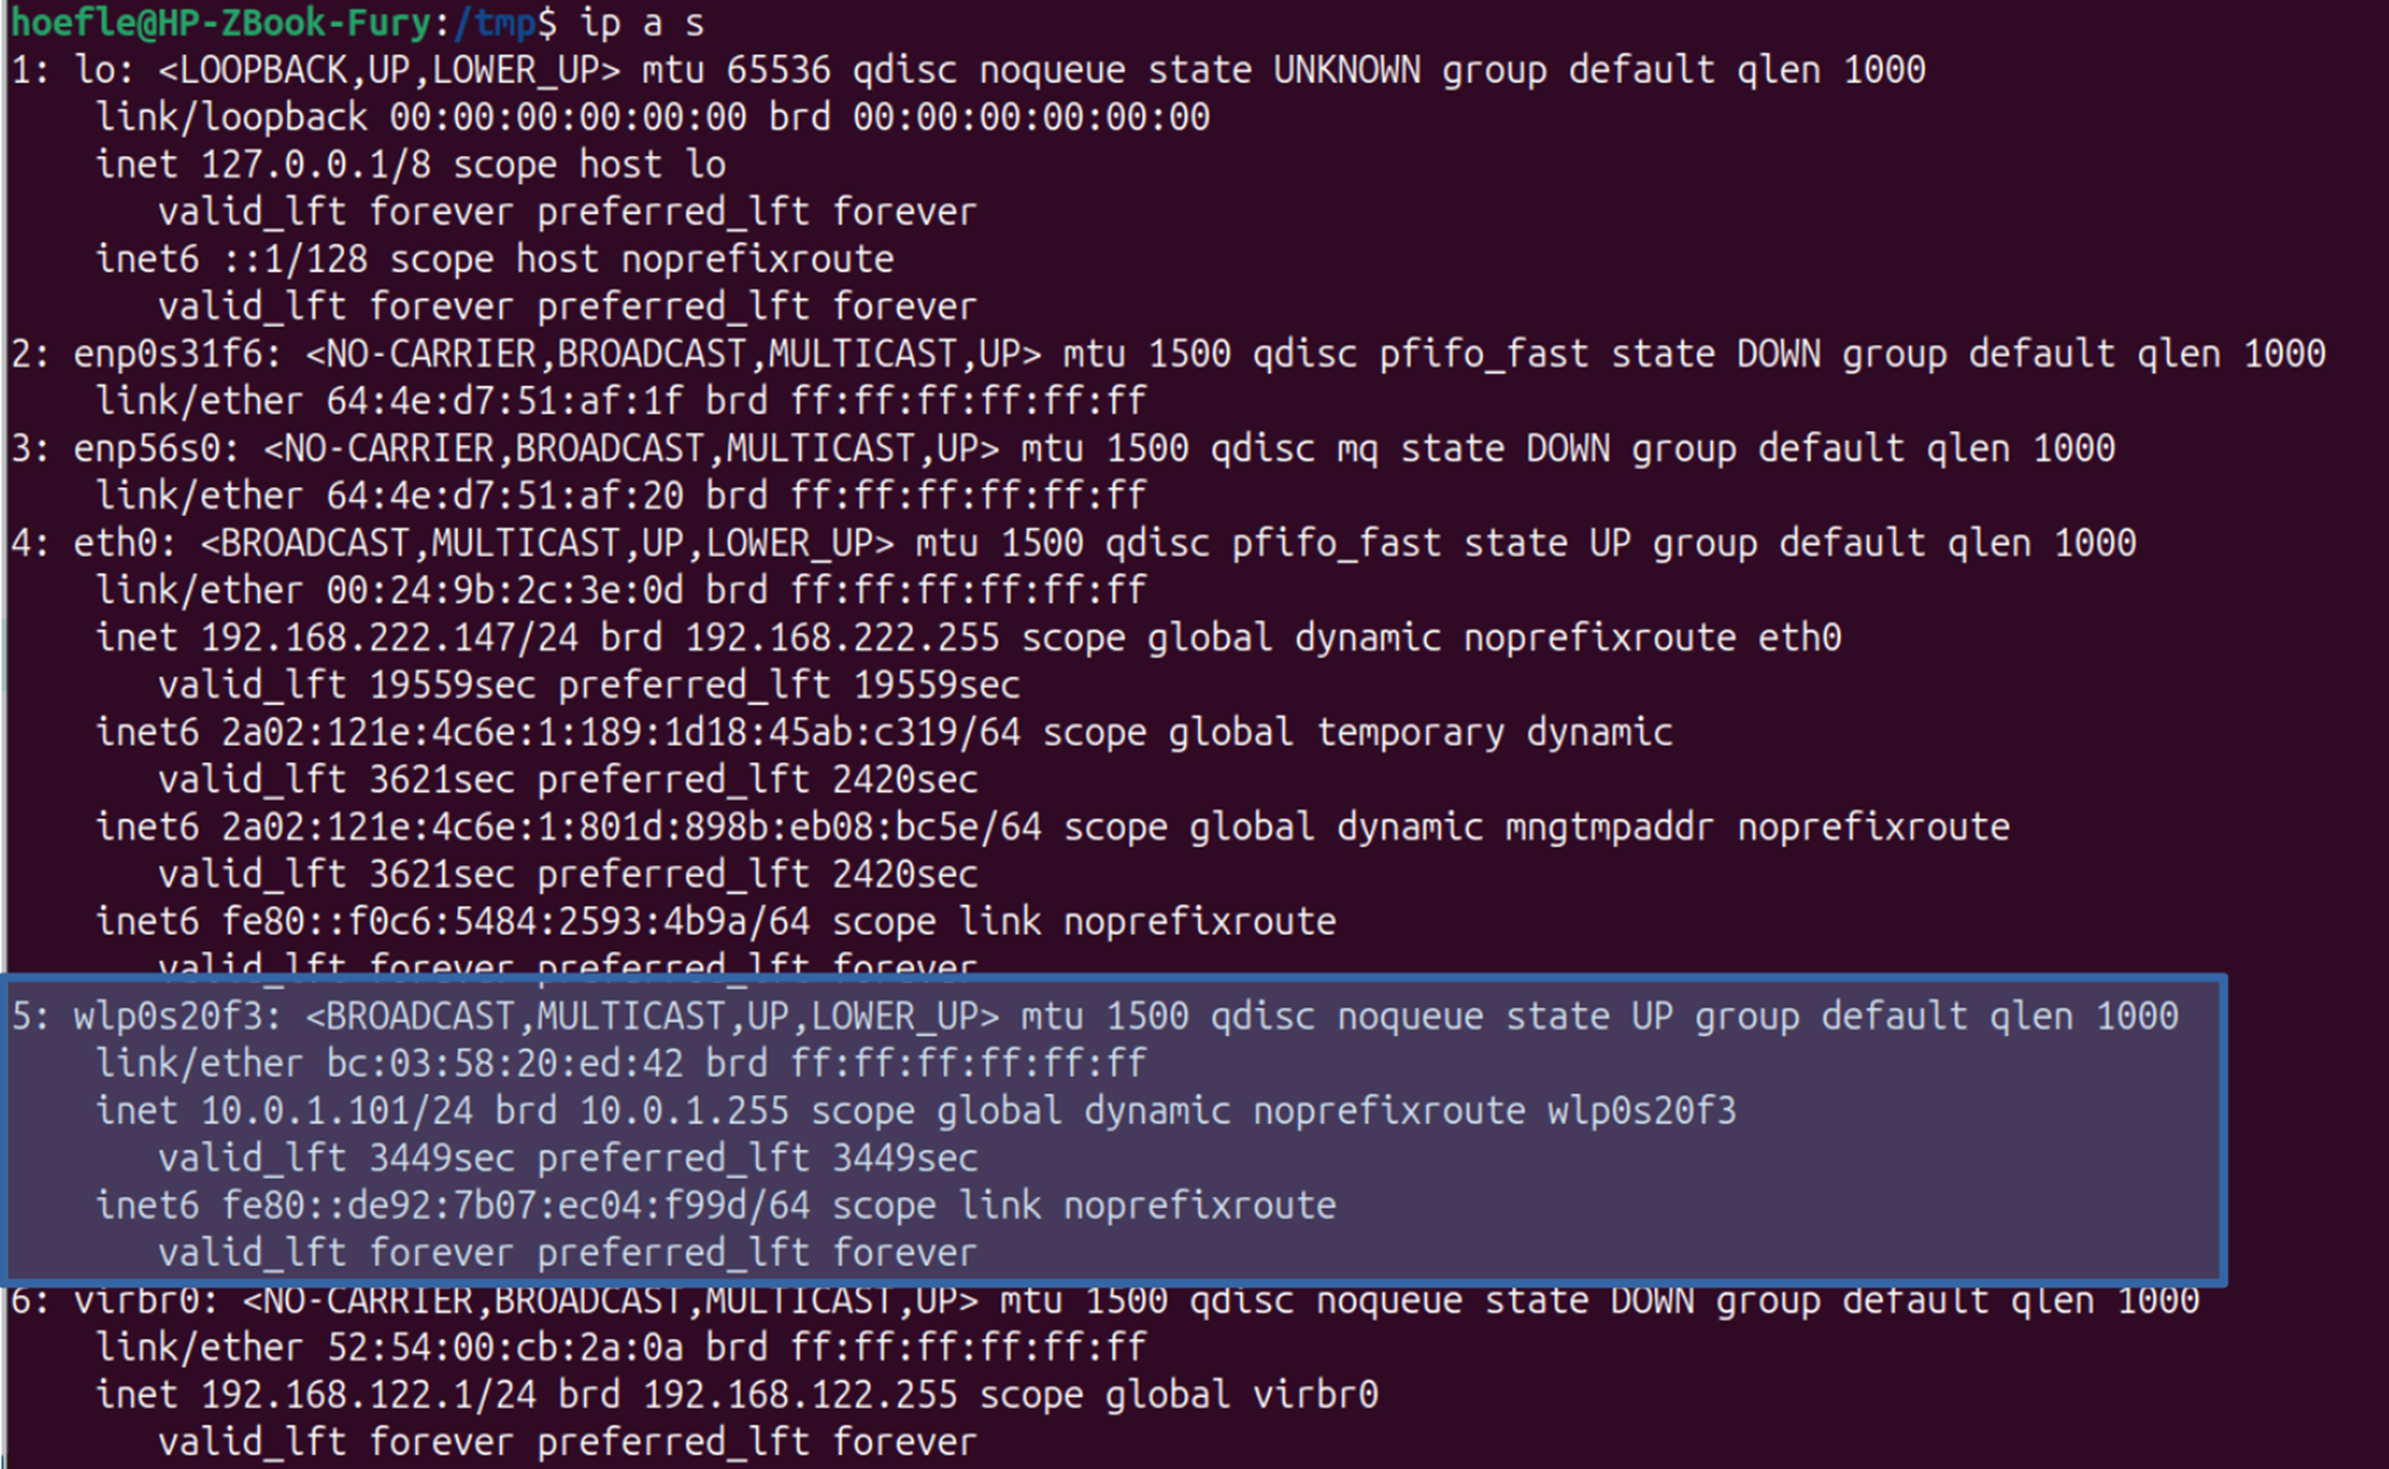 hoefle@HP-ZBook-Fury:/tmp$ ip a s
1: lo: <LOOPBACK,UP,LOWER_UP> mtu 65536 qdisc noqueue state UNKNOWN group default qlen 1000
link/loopback 00:00:00:00:00:00 brd 00:00:00:00:00:00
inet 127.0.0.1/8 scope host lo
valid_lft forever preferred_lft forever
inet6 ::1/128 scope host noprefixroute
valid_lft forever preferred_lft forever
2: enp0s31f6: <NO-CARRIER,BROADCAST,MULTICAST,UP> mtu 1500 qdisc pfifo_fast state DOWN group default qlen 1000
link/ether 64:4e:d7:51:af:1f brd ff:ff:ff:ff:ff:ff
3: enp56s0: <NO-CARRIER,BROADCAST,MULTICAST,UP> mtu 1500 qdisc mq state DOWN group default qlen 1000
link/ether 64:4e:d7:51:af:20 brd ff:ff:ff:ff:ff:ff
4: eth0: <BROADCAST,MULTICAST,UP,LOWER_UP> mtu 1500 qdisc pfifo_fast state UP group default qlen 1000
link/ether 00:24:9b:2c:3e:0d brd ff:ff:ff:ff:ff:ff
inet 192.168.222.147/24 brd 192.168.222.255 scope global dynamic noprefixroute eth0
valid_lft 19559sec preferred_lft 19559sec
inet6 2a02:121e:4c6e:1:189:1d18:45ab:c319/64 scope global temporary dynamic
valid_lft 3621sec preferred_lft 2420sec
inet6 2a02:121e:4c6e:1:801d:898b:eb08:bc5e/64 scope global dynamic mngtmpaddr noprefixroute
valid_lft 3621sec preferred_lft 2420sec
inet6 fe80::f0c6:5484:2593:4b9a/64 scope link noprefixroute
valid_lft forever preferred_lft forever
5: wlp0s20f3: <BROADCAST,MULTICAST,UP,LOWER_UP> mtu 1500 qdisc noqueue state UP group default qlen 1000
link/ether bc:03:58:20:ed:42 brd ff:ff:ff:ff:ff:ff
inet 10.0.1.101/24 brd 10.0.1.255 scope global dynamic noprefixroute wlp0s20f3
valid_lft 3449sec preferred_lft 3449sec
inet6 fe80::de92:7b07:ec04:f99d/64 scope link noprefixroute
valid_lft forever preferred_lft forever
6: virbr0: <NO-CARRIER,BROADCAST,MULTICAST,UP> mtu 1500 qdisc noqueue state DOWN group default qlen 1000
link/ether 52:54:00:cb:2a:0a brd ff:ff:ff:ff:ff:ff
inet 192.168.122.1/24 brd 192.168.122.255 scope global virbr0
valid_lft forever preferred_lft forever